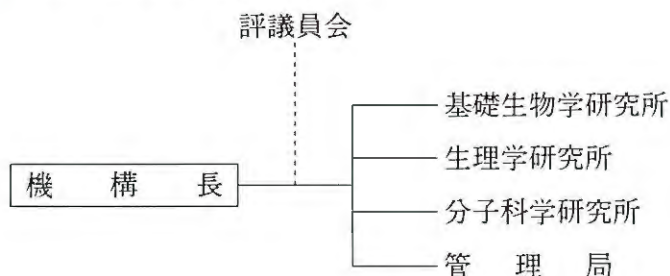 評議員会
基礎生物学研究所
生理学研究所
機構長
分子科学研究所
管理局